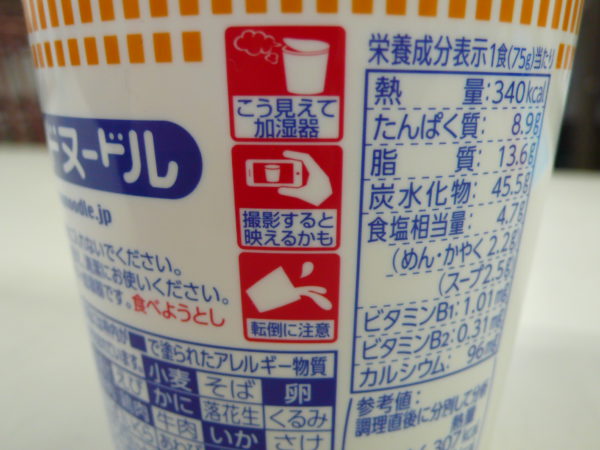 こう見えて
加湿器
ドヌードル
noodle.jp
撮影すると
映えるかも
ないでください。
にお使いください。
です。食べようとし
転倒に注意
で塗られたアレルギー物質
小麦 そば 卵
えび かに 落花生 くるみ
牛肉 いか さけ
栄養成分表示1食(75g)当たり
熱量:340kcal
たんぱく質: 8.9g
脂質: 13.6g
炭水化物: 45.5g
食塩相当量: 4.7g
(めん・かやく 2.2g)
(スープ2.5g)
ビタミンB1:1.01mg
ビタミンB2:0.31mg
カルシウム: 96mg
参考値:
調理直後に分別して分析
熱量
307kcal